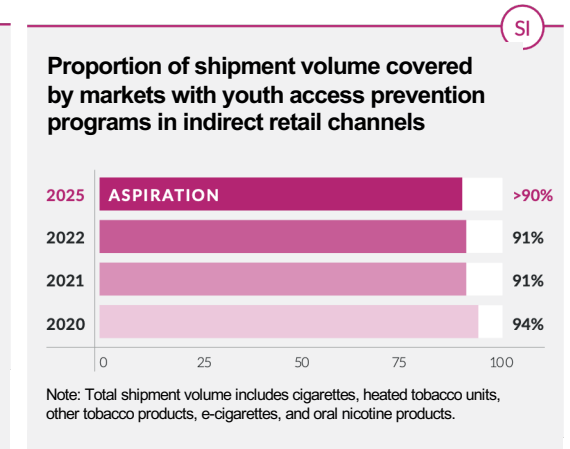 SI
Proportion of shipment volume covered
by markets with youth access prevention
programs in indirect retail channels
2025 ASPIRATION >90%
2022 91%
2021 91%
2020 94%
0 25 50 75 100
Note: Total shipment volume includes cigarettes, heated tobacco units,
other tobacco products, e-cigarettes, and oral nicotine products.